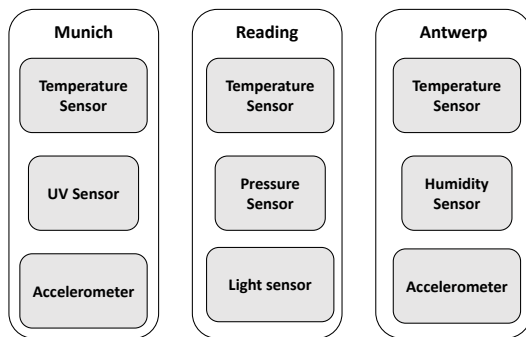 Munich
Temperature
Sensor
UV Sensor
Accelerometer
Reading
Temperature
Sensor
Pressure
Sensor
Light sensor
Antwerp
Temperature
Sensor
Humidity
Sensor
Accelerometer